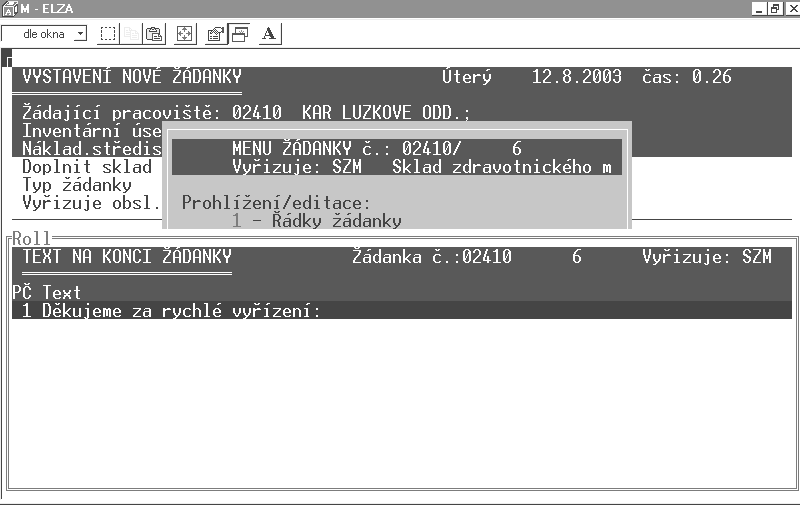 M - ELZA
dle okna
A
VYSTAVENÍ NOVÉ ŽÁDANKY Úterý 12.8.2003 čas: 0.26
Žádající pracoviště: 02410 KAR LUZKOVE ODD.;
Inventární úse
Náklad.středis
Doplnit sklad
Typ žádanky
Vyřizuje obsl.
MENU ŽÁDANKY č.: 02410/ 6
Vyřizuje: SZM Sklad zdravotnického m
Prohlížení/editace:
1 - Řádky žádanky
Roll
TEXT NA KONCI ŽÁDANKY Žádanka č.:02410 6 Vyřizuje: SZM
PČ Text
1 Děkujeme za rychlé vyřízení: